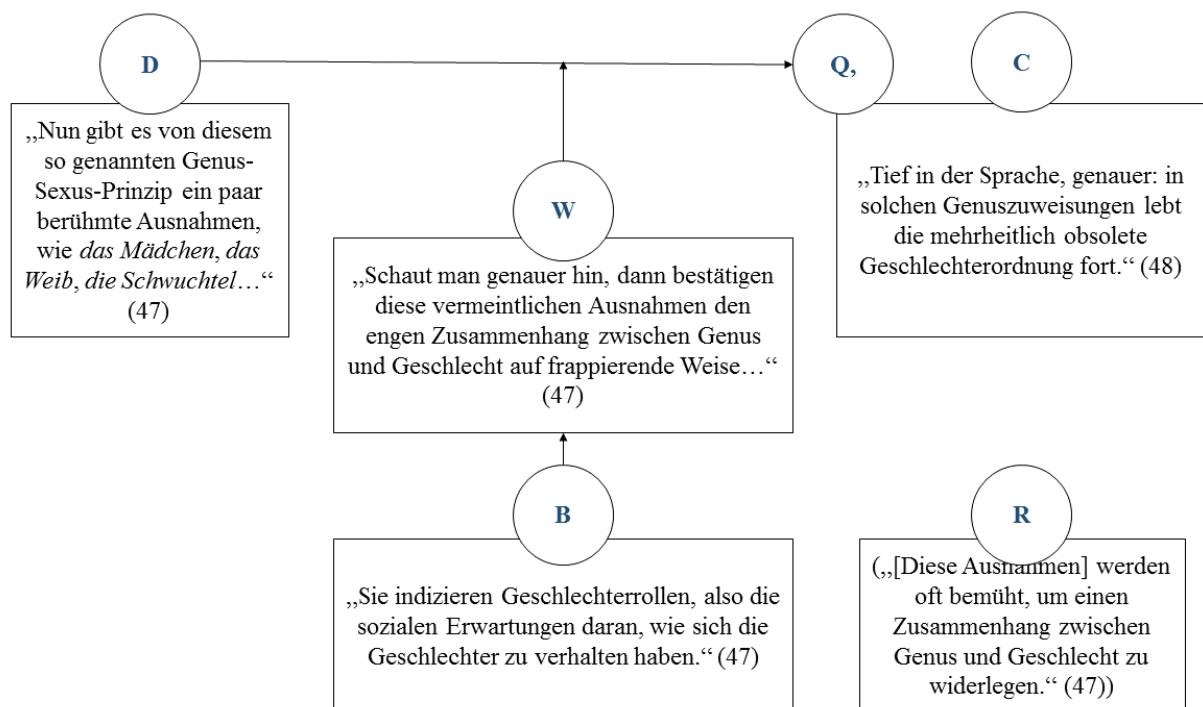 D
Q,
C
„Nun gibt es von diesem
so genannten Genus-
Sexus-Prinzip ein paar
berühmte Ausnahmen,
wie das Mädchen, das
Weib, die Schwuchtel…“
(47)
„Tief in der Sprache, genauer: in
solchen Genuszuweisungen lebt
die mehrheitlich obsolete
Geschlechterordnung fort.“ (48)
W
„Schaut man genauer hin, dann bestätigen
diese vermeintlichen Ausnahmen den
engen Zusammenhang zwischen Genus
und Geschlecht auf frappierende Weise…“
(47)
B
„Sie indizieren Geschlechterrollen, also die
sozialen Erwartungen daran, wie sich die
Geschlechter zu verhalten haben.“ (47)
R
(„[Diese Ausnahmen] werden
oft bemüht, um einen
Zusammenhang zwischen
Genus und Geschlecht zu
widerlegen.“ (47))